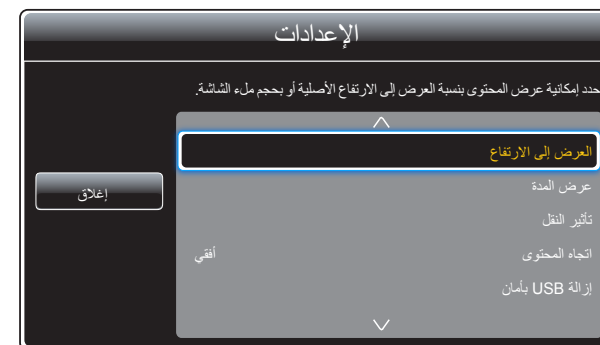 الإعدادات
حدد إمكانية عرض المحتوى بنسبة العرض إلى الارتفاع الأصلية أو بحجم ملء الشاشة.
العرض إلى الارتفاع
عرض المدة
تأثير النقل
اتجاه المحتوى أفقي
إزالة USB بأمان
إغلاق